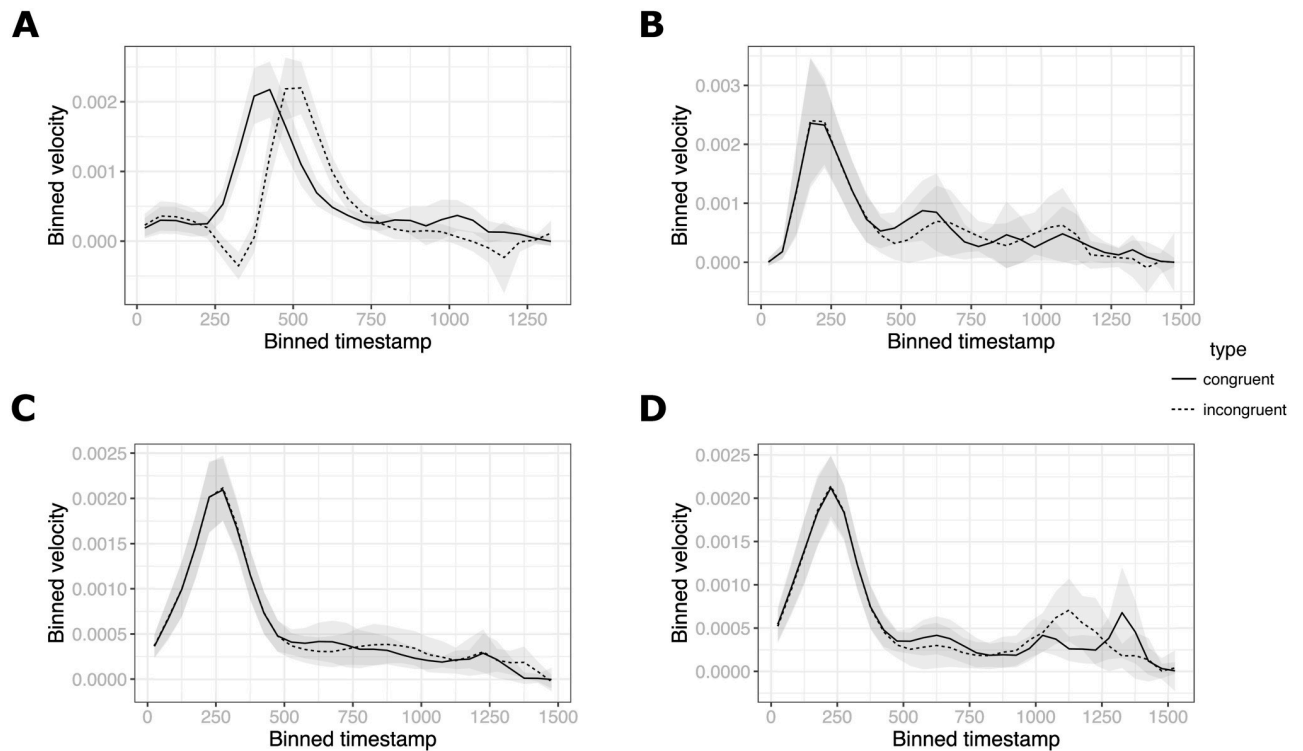 A
B
0.002
0.001
0.000
Binned velocity
0 250 500 750 1000 1250
Binned timestamp
0.003
0.002
0.001
0.000
Binned velocity
0 250 500 750 1000 1250 1500
Binned timestamp
type
congruent
incongruent
C
D
0.0025
0.0020
0.0015
0.0010
0.0005
0.0000
Binned velocity
0 250 500 750 1000 1250 1500
Binned timestamp
0.0025
0.0020
0.0015
0.0010
0.0005
0.0000
Binned velocity
0 250 500 750 1000 1250 1500
Binned timestamp